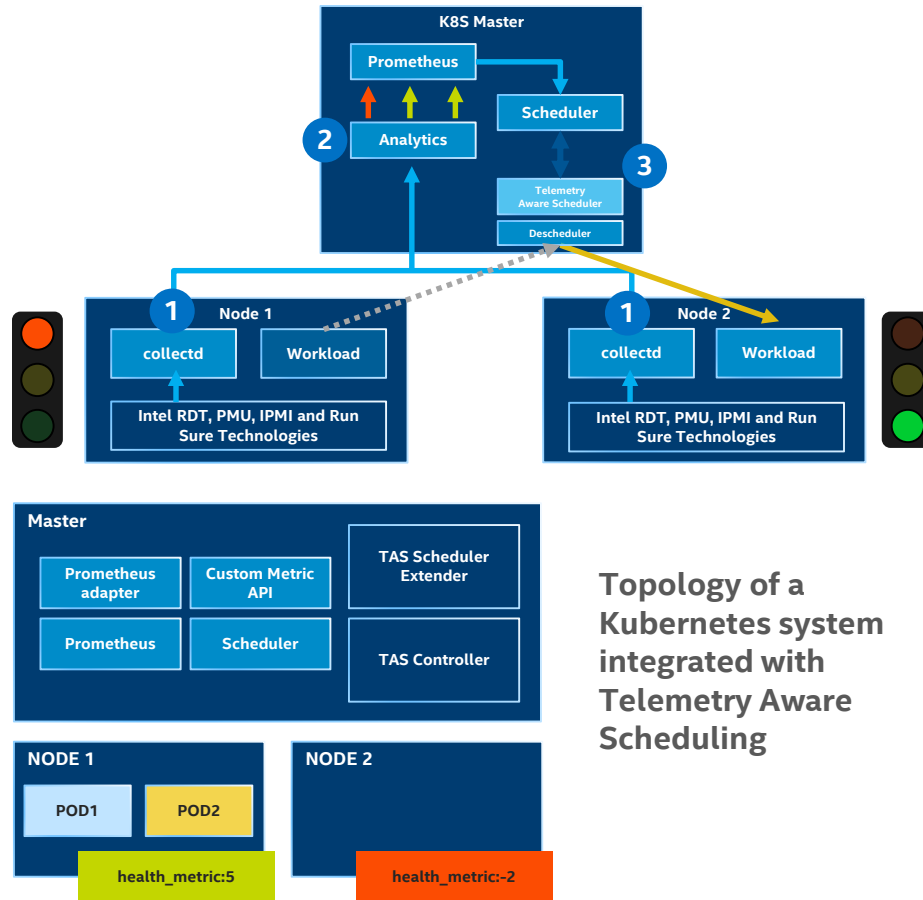 K8S Master
Prometheus
Scheduler
2
Analytics
3
Telemetry
Aware Scheduler
Descheduler
1
Node 1
collectd
Workload
Intel RDT, PMU, IPMI and Run
Sure Technologies
1
Node 2
collectd
Workload
Intel RDT, PMU, IPMI and Run
Sure Technologies
Master
Prometheus
adapter
Custom Metric
API
TAS Scheduler
Extender
Prometheus
Scheduler
TAS Controller
Topology of a
Kubernetes system
integrated with
Telemetry Aware
Scheduling
NODE 1
POD1
POD2
health_metric:5
NODE 2
health_metric:-2